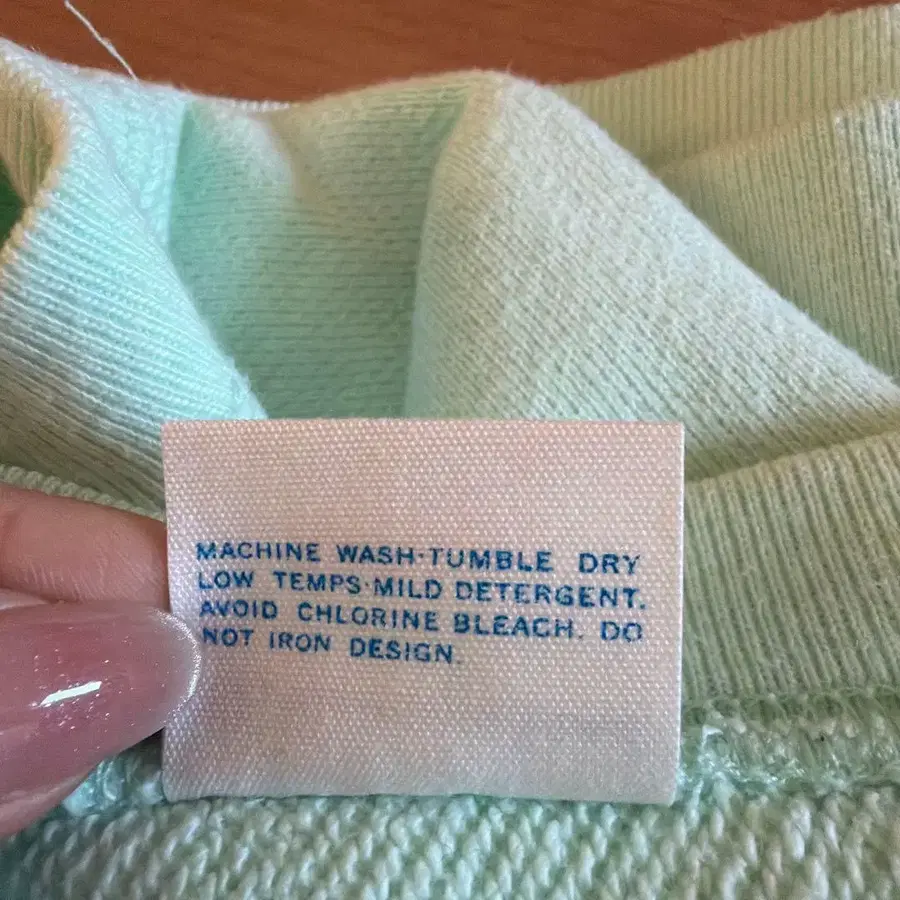 MACHINE WASH·TUMBLE DRY
LOW TEMPS·MILD DETERGENT.
AVOID CHLORINE BLEACH. DO
NOT IRON DESIGN.